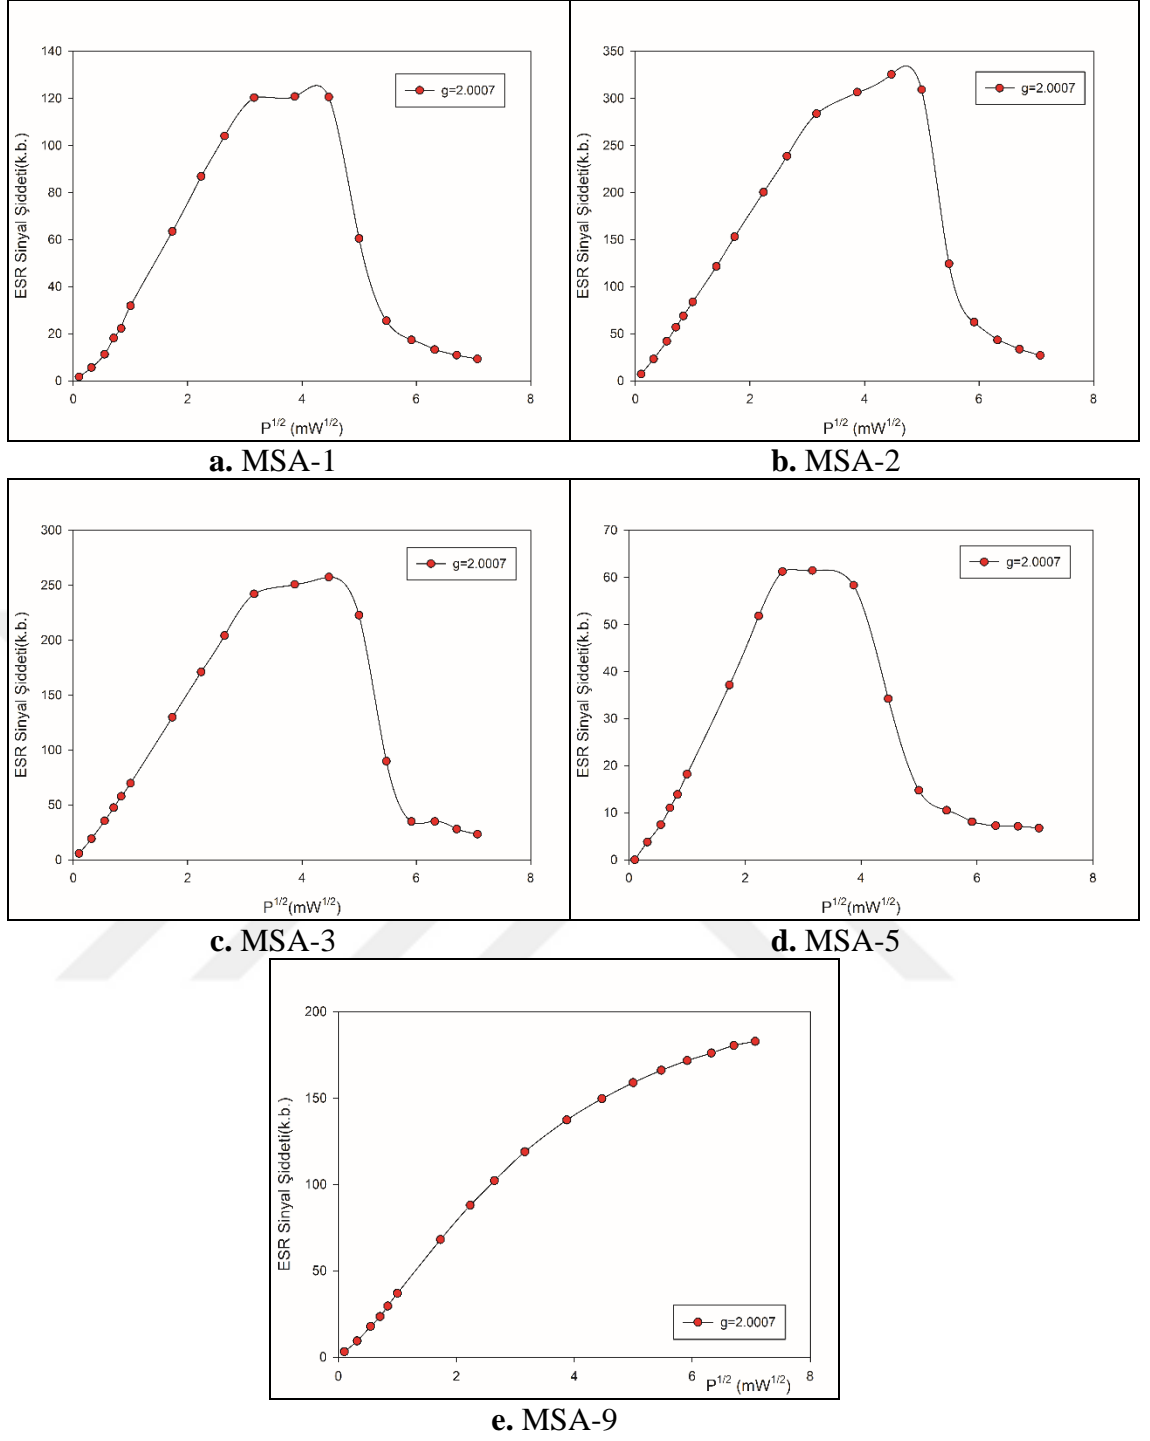 140
120
100
80
60
40
20
0
ESR Sinyal Şiddeti(k.b.)
g=2.0007
0 2 4 6 8
P1/2 (mW1/2)
a. MSA-1
350
300
250
200
150
100
50
0
ESR Sinyal Şiddeti(k.b.)
g=2.0007
0 2 4 6 8
P1/2 (mW1/2)
b. MSA-2
300
250
200
150
100
50
0
ESR Sinyal Şiddeti(k.b.)
g=2.0007
0 2 4 6 8
P1/2(mW1/2)
c. MSA-3
70
60
50
40
30
20
10
0
ESR Sinyal Şiddeti(k.b.)
g=2.0007
0 2 4 6 8
P1/2(mW1/2)
d. MSA-5
200
150
100
50
0
ESR Sinyal Şiddeti(k.b.)
g=2.0007
0 2 4 6 8
P1/2 (mW1/2)
e. MSA-9